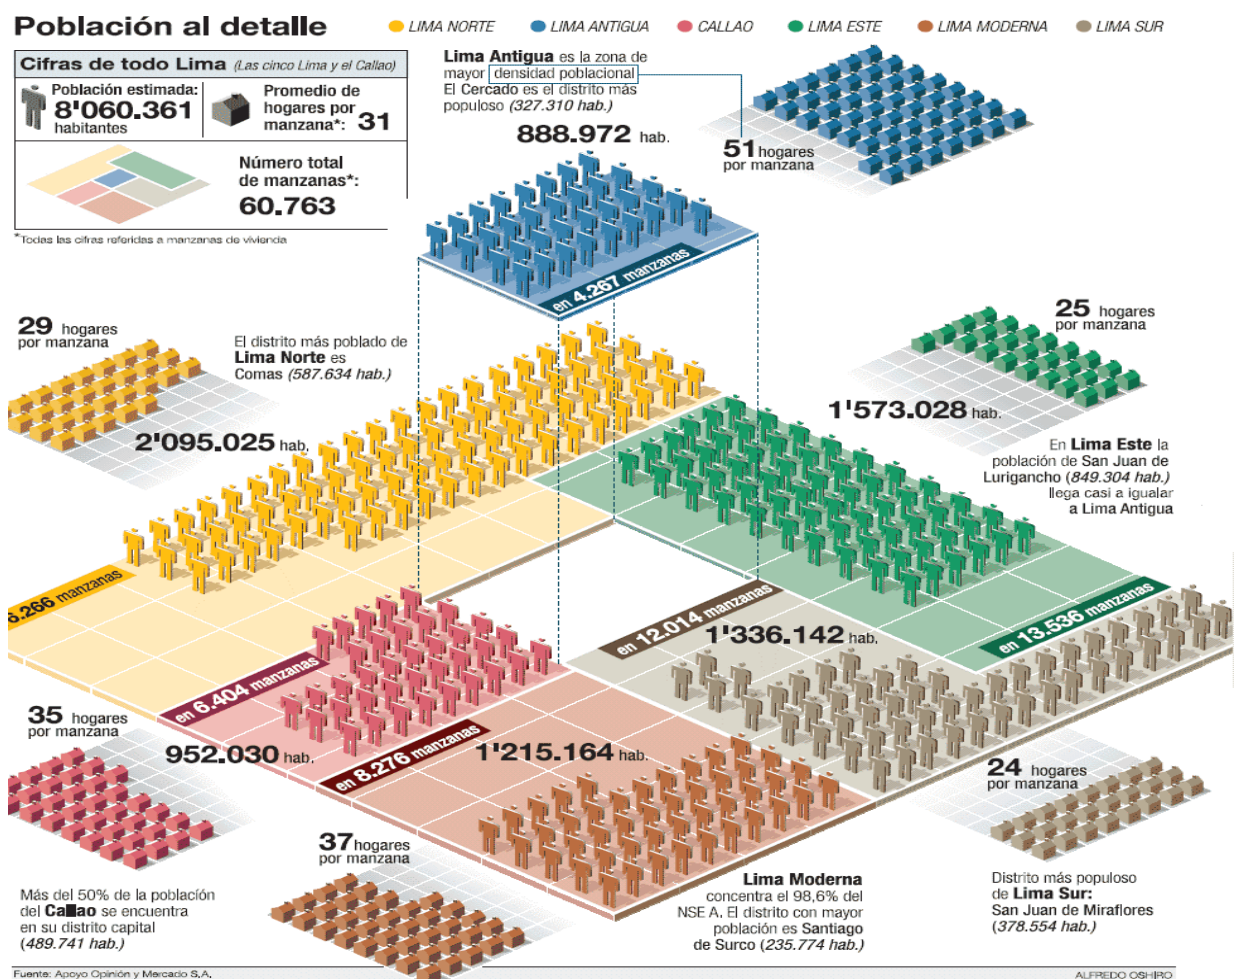 Población al detalle
LIMA NORTE
LIMA ANTIGUA
CALLAO
LIMA ESTE
LIMA MODERNA
LIMA SUR
Cifras de todo Lima (Las cinco Lima y el Callao)
Población estimada:
8'060.361
habitantes
Promedio de
hogares por
manzana*: 31
Número total
de manzanas*:
60.763
*Todas las cifras referidas a manzanas de vivienda
Lima Antigua es la zona de
mayor densidad poblacional
El Cercado es el distrito más
populoso (327.310 hab.)
888.972 hab.
51 hogares
por manzana
en 4.267 manzanas
29 hogares
por manzana
El distrito más poblado de
Lima Norte es
Comas (587.634 hab.)
2'095.025 hab.
6.266 manzanas
25 hogares
por manzana
1'573.028 hab.
En Lima Este la
población de San Juan de
Lurigancho (849.304 hab.)
llega casi a igualar
a Lima Antigua
en 13.536 manzanas
en 12.014 manzanas
1'336.142 hab.
en 6.404 manzanas
952.030 hab.
en 8.276 manzanas
1'215.164 hab.
35 hogares
por manzana
Más del 50% de la población
del Ca ao se encuentra
en su distrito capital
(489.741 hab.)
37 hogares
por manzana
Lima Moderna
concentra el 98,6% del
NSE A. El distrito con mayor
población es Santiago
de Surco (235.774 hab.)
24 hogares
por manzana
Distrito más populoso
de Lima Sur:
San Juan de Miraflores
(378.554 hab.)
Fuente: Apoyo Opinión y Mercado S.A.
ALFREDO OSHIRO